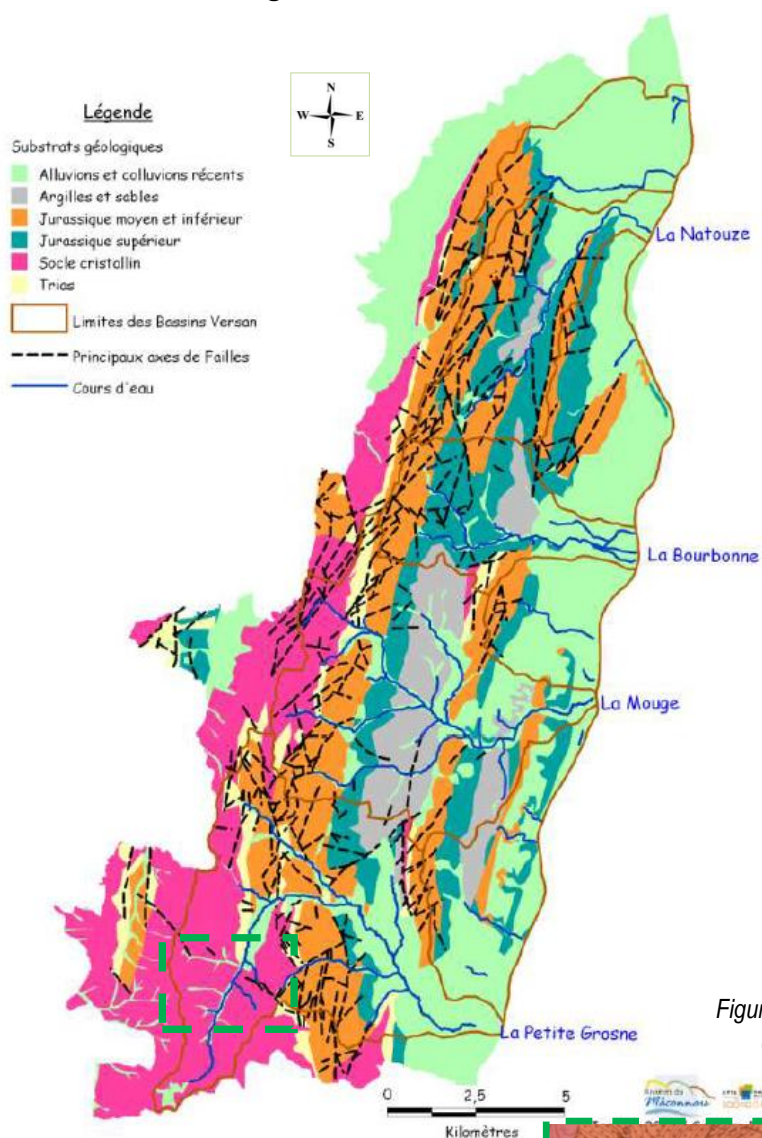 N
W E
S
Légende
Substrats géologiques
Alluvions et colluvions récents
Argilles et sables
Jurassique moyen et inférieur
Jurassique supérieur
Socle cristallin
Trias
Limites des Bassins Versan
Principaux axes de Failles
Cours d'eau
La Natouze
La Bourbonne
La Mouge
La Petite Grosne
Figur
0 2,5 5
Kilomètres
Mâconnais